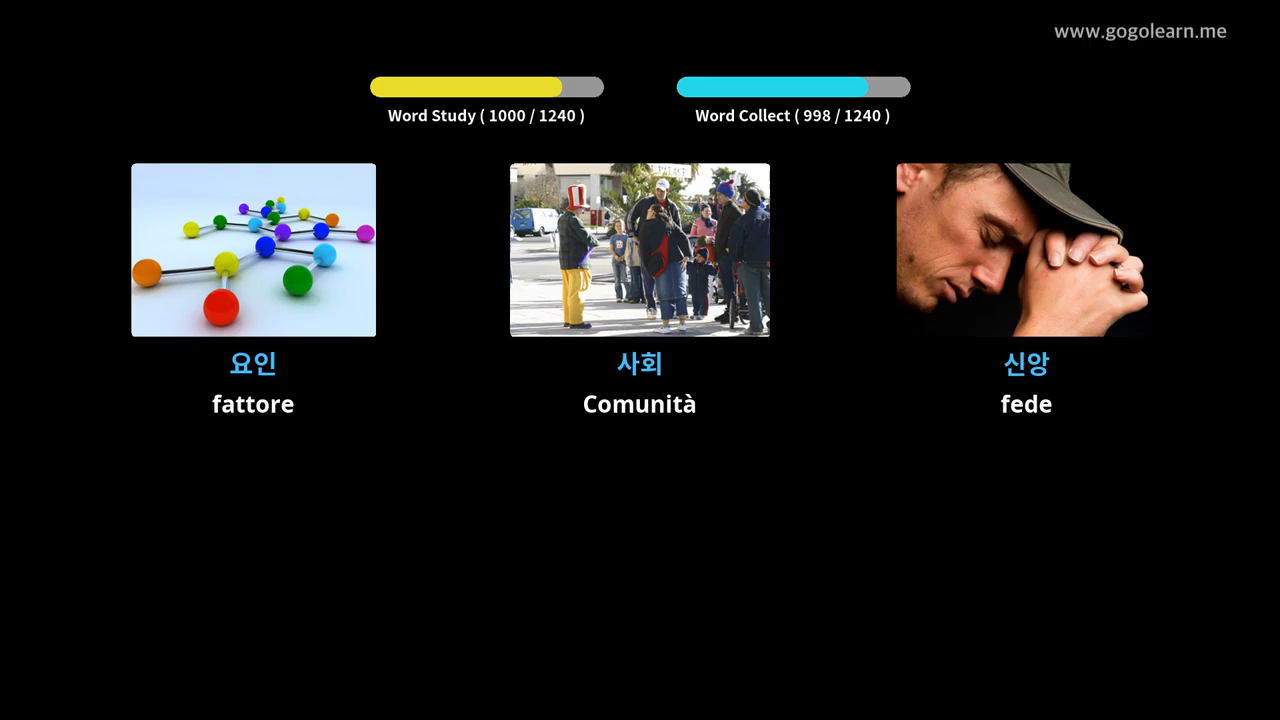 www.gogolearn.me
Word Study ( 1000 / 1240 )
Word Collect ( 998 / 1240 )
요인
사회
신앙
fattore
Comunità
fede